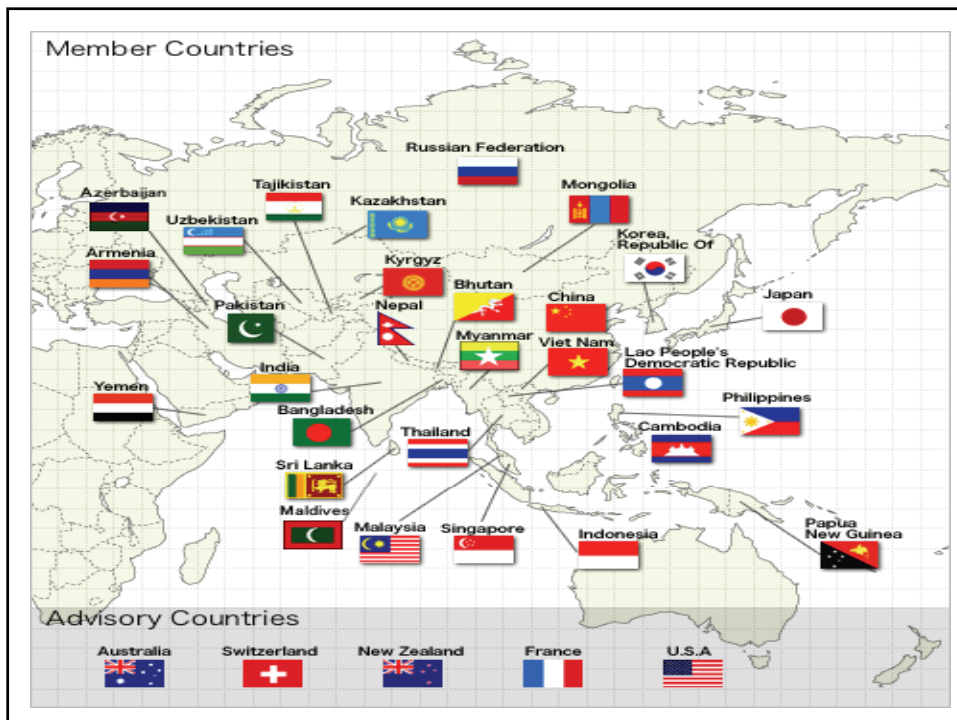 Member Countries
Russian Federation
Azerbaijan
Tajikistan
Mongolia
Kazakhstan
Uzbekistan
Korea,
Republic Of
Armenia
Kyrgyz
Bhutan
China
Japan
Pakistan
Nepal
Myanmar
Viet Nam
Lao People's
Democratic Republic
India
Yemen
Philippines
Bangladesh
Thailand
Cambodia
Sri Lanka
Maldives
Malaysia
Singapore
Indonesia
Papua
New Guinea
Advisory Countries
Australia
Switzerland
New Zealand
France
U.S.A